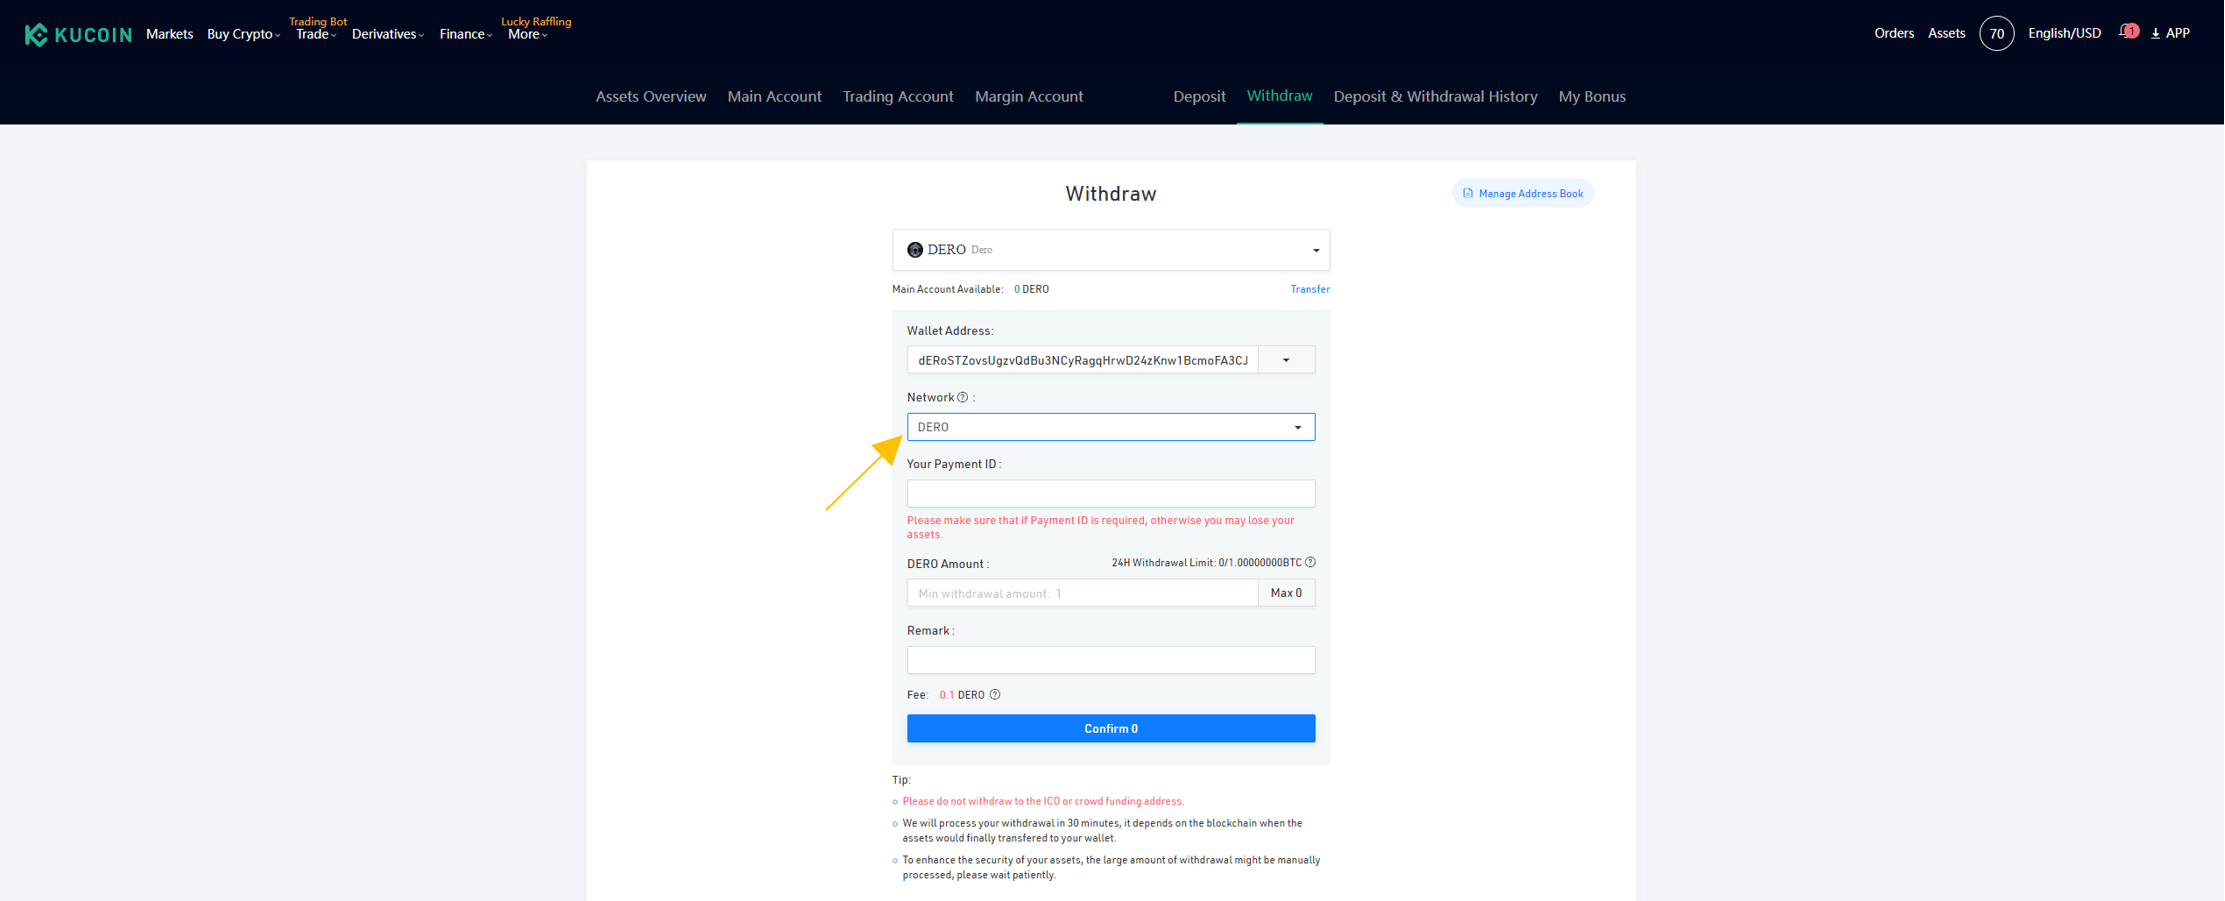 Trading Bot
Lucky Raffling
KUCOIN Markets Buy Crypto Trade Derivatives Finance More Orders Assets 70 English/USD 1 APP
Assets Overview Main Account Trading Account Margin Account Deposit Withdraw Deposit & Withdrawal History My Bonus
Withdraw
Manage Address Book
DERO Dero
Main Account Available: 0 DERO Transfer
Wallet Address:
dERoSTZovsUgzvQdBu3NCyRagqHrwD24zKnw1BcmoFA3CJ
Network ? :
DERO
Your Payment ID :
Please make sure that if Payment ID is required, otherwise you may lose your
assets.
DERO Amount : 24H Withdrawal Limit: 0/1.00000000BTC ?
Min withdrawal amount: 1 Max 0
Remark :
Fee: 0.1 DERO ?
Confirm 0
Tip:
Please do not withdraw to the ICO or crowd funding address.
We will process your withdrawal in 30 minutes, it depends on the blockchain when the
assets would finally transfered to your wallet.
To enhance the security of your assets, the large amount of withdrawal might be manually
processed, please wait patiently.